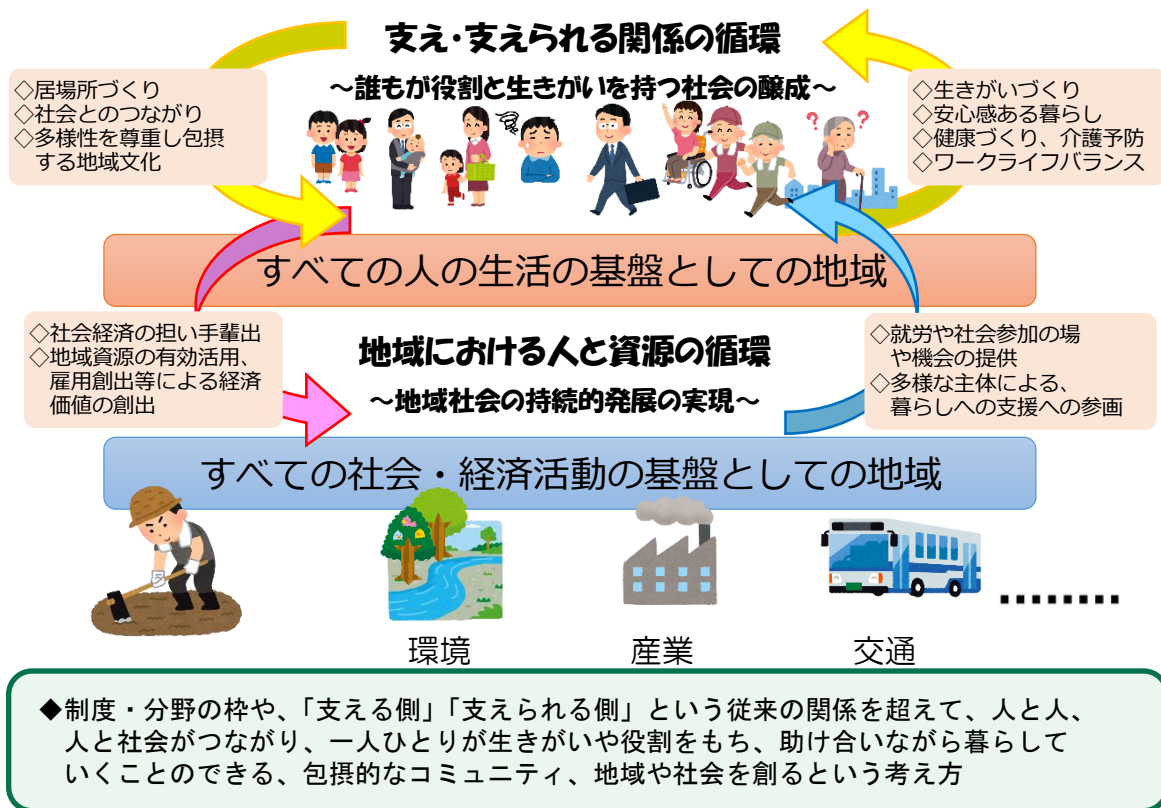 支え・支えられる関係の循環
～誰もが役割と生きがいを持つ社会の醸成～
◇居場所づくり
◇社会とのつながり
◇多様性を尊重し包摂
する地域文化
◇生きがいづくり
◇安心感ある暮らし
◇健康づくり、介護予防
◇ワークライフバランス
？
？
すべての人の生活の基盤としての地域
◇社会経済の担い手輩出
◇地域資源の有効活用、
雇用創出等による経済
価値の創出
地域における人と資源の循環
～地域社会の持続的発展の実現～
◇就労や社会参加の場
や機会の提供
◇多様な主体による、
暮らしへの支援への参画
すべての社会・経済活動の基盤としての地域
環境
産業
交通
◆制度・分野の枠や、「支える側」「支えられる側」という従来の関係を超えて、人と人、
人と社会がつながり、一人ひとりが生きがいや役割をもち、助け合いながら暮らして
いくことのできる、包摂的なコミュニティ、地域や社会を創るという考え方